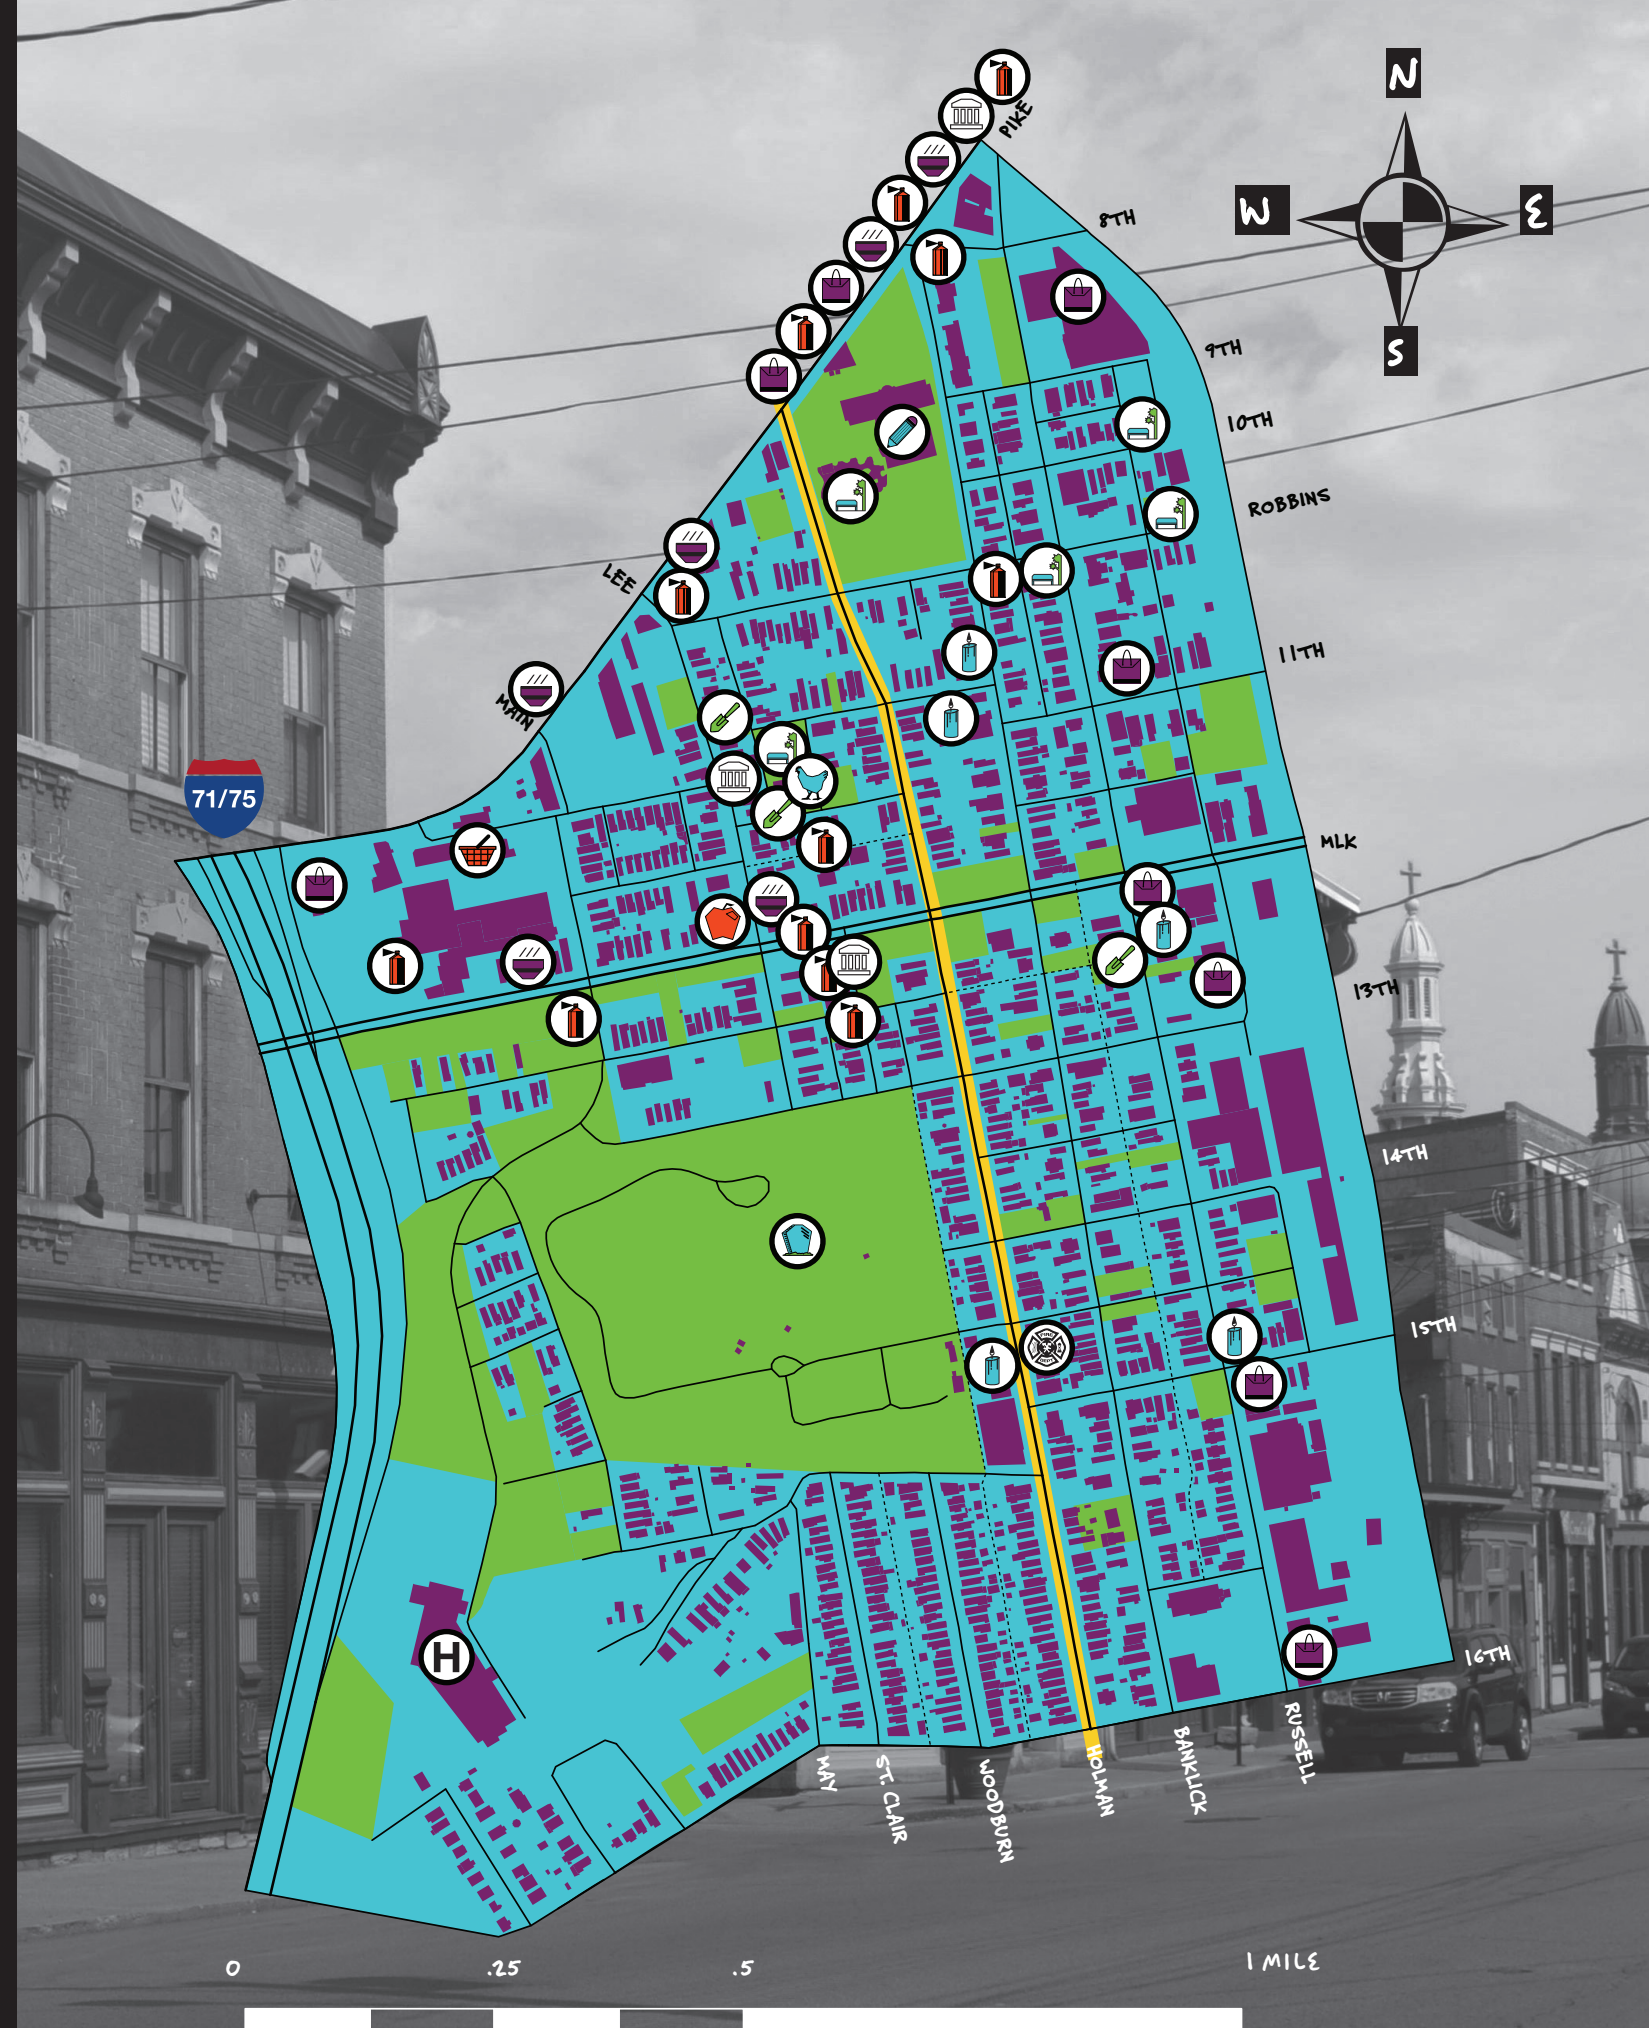 N
PIKE
8TH
W
E
9TH
S
10TH
ROBBINS
LEE
11TH
MAIN
71/75
MLK
13TH
14TH
15TH
H
16TH
RUSSELL
BANKLICK
HOLMAN
WOODBURN
ST. CLAIR
MAY
0
.25
.5
1 MILE